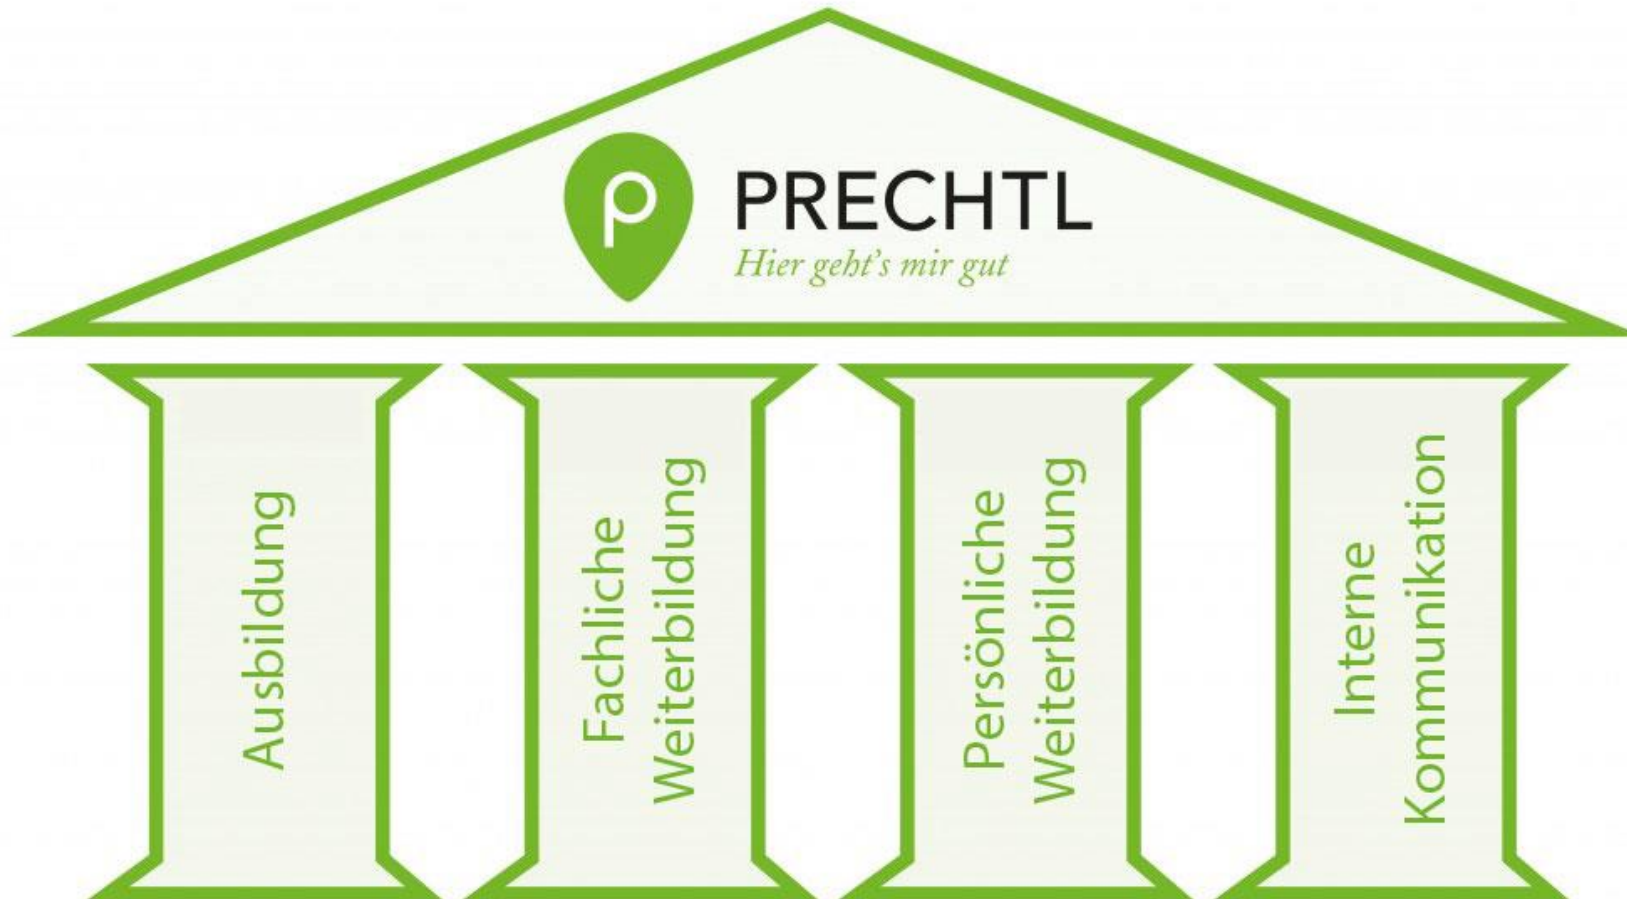 PRECHTL
Hier geht's mir gut
Ausbildung
Fachliche
Weiterbildung
Persönliche
Weiterbildung
Interne
Kommunikation